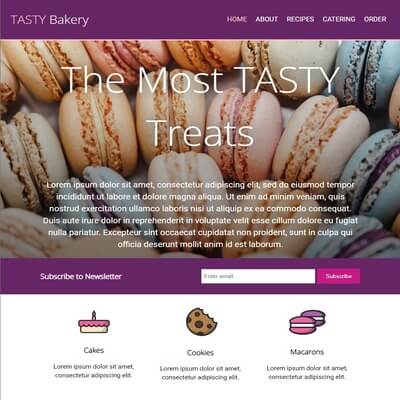 TASTY Bakery
HOME ABOUT RECIPES CATERING ORDER
The Most TASTY
Treats
Lorem ipsum dolor sit amet, consectetur adipiscing elit, sed do eiusmod tempor
incididunt ut labore et dolore magna aliqua. Ut enim ad minim veniam, quis
nostrud exercitation ullamco laboris nisi ut aliquip ex ea commodo consequat.
Duis aute irure dolor in reprehenderit in voluptate velit esse cillum dolore eu fugiat
nulla pariatur. Excepteur sint occaecat cupidatat non proident, sunt in culpa qui
officia deserunt mollit anim id est laborum.
Subscribe to Newsletter
Enter email...
Subscribe
Cakes
Lorem ipsum dolor sit amet,
consectetur adipiscing elit.
Cookies
Lorem ipsum dolor sit amet,
consectetur adipiscing elit.
Macarons
Lorem ipsum dolor sit amet,
consectetur adipiscing elit.